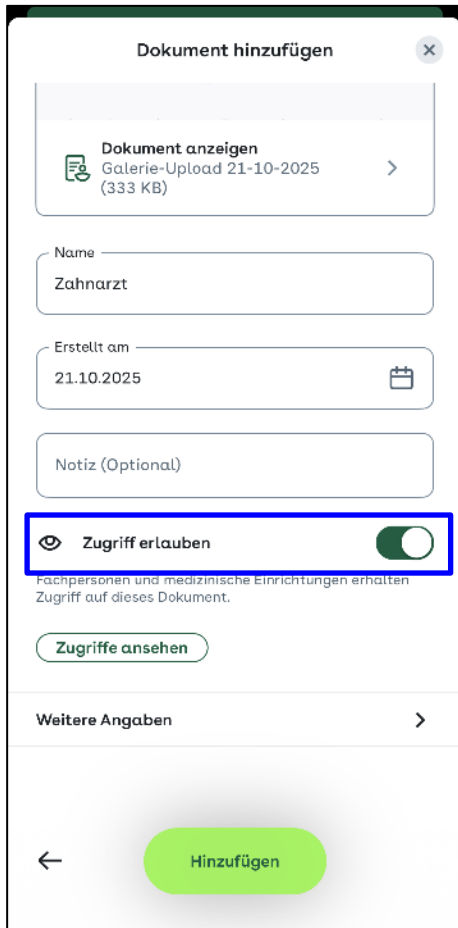 Dokument hinzufügen
Dokument anzeigen
Galerie-Upload 21-10-2025
(333 KB)
Name
Zahnarzt
Erstellt am
21.10.2025
Notiz (Optional)
Zugriff erlauben
Fachpersonen und medizinische Einrichtungen erhalten
Zugriff auf dieses Dokument.
Zugriffe ansehen
Weitere Angaben
Hinzufügen